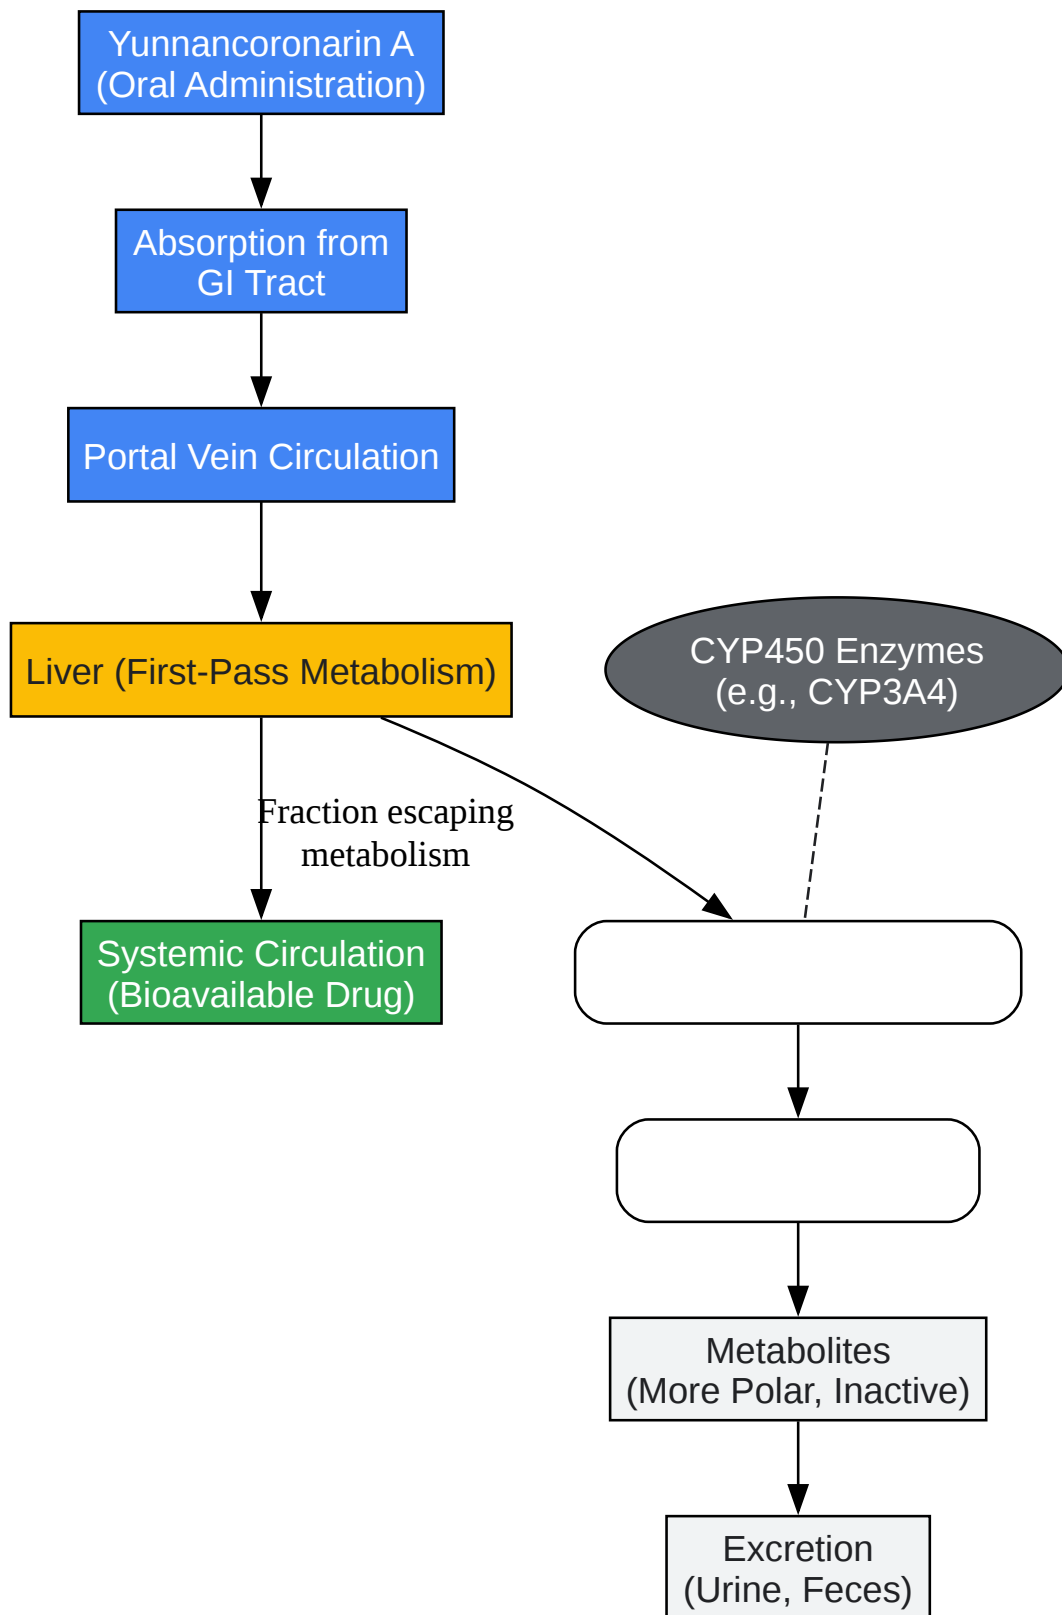 Yunnancoronarin A
(Oral Administration)
Absorption from
GI Tract
Portal Vein Circulation
Liver (First-Pass Metabolism)
CYP450 Enzymes
(e.g., CYP3A4)
Fraction escaping
metabolism
Systemic Circulation
(Bioavailable Drug)
Metabolites
(More Polar, Inactive)
Excretion
(Urine, Feces)